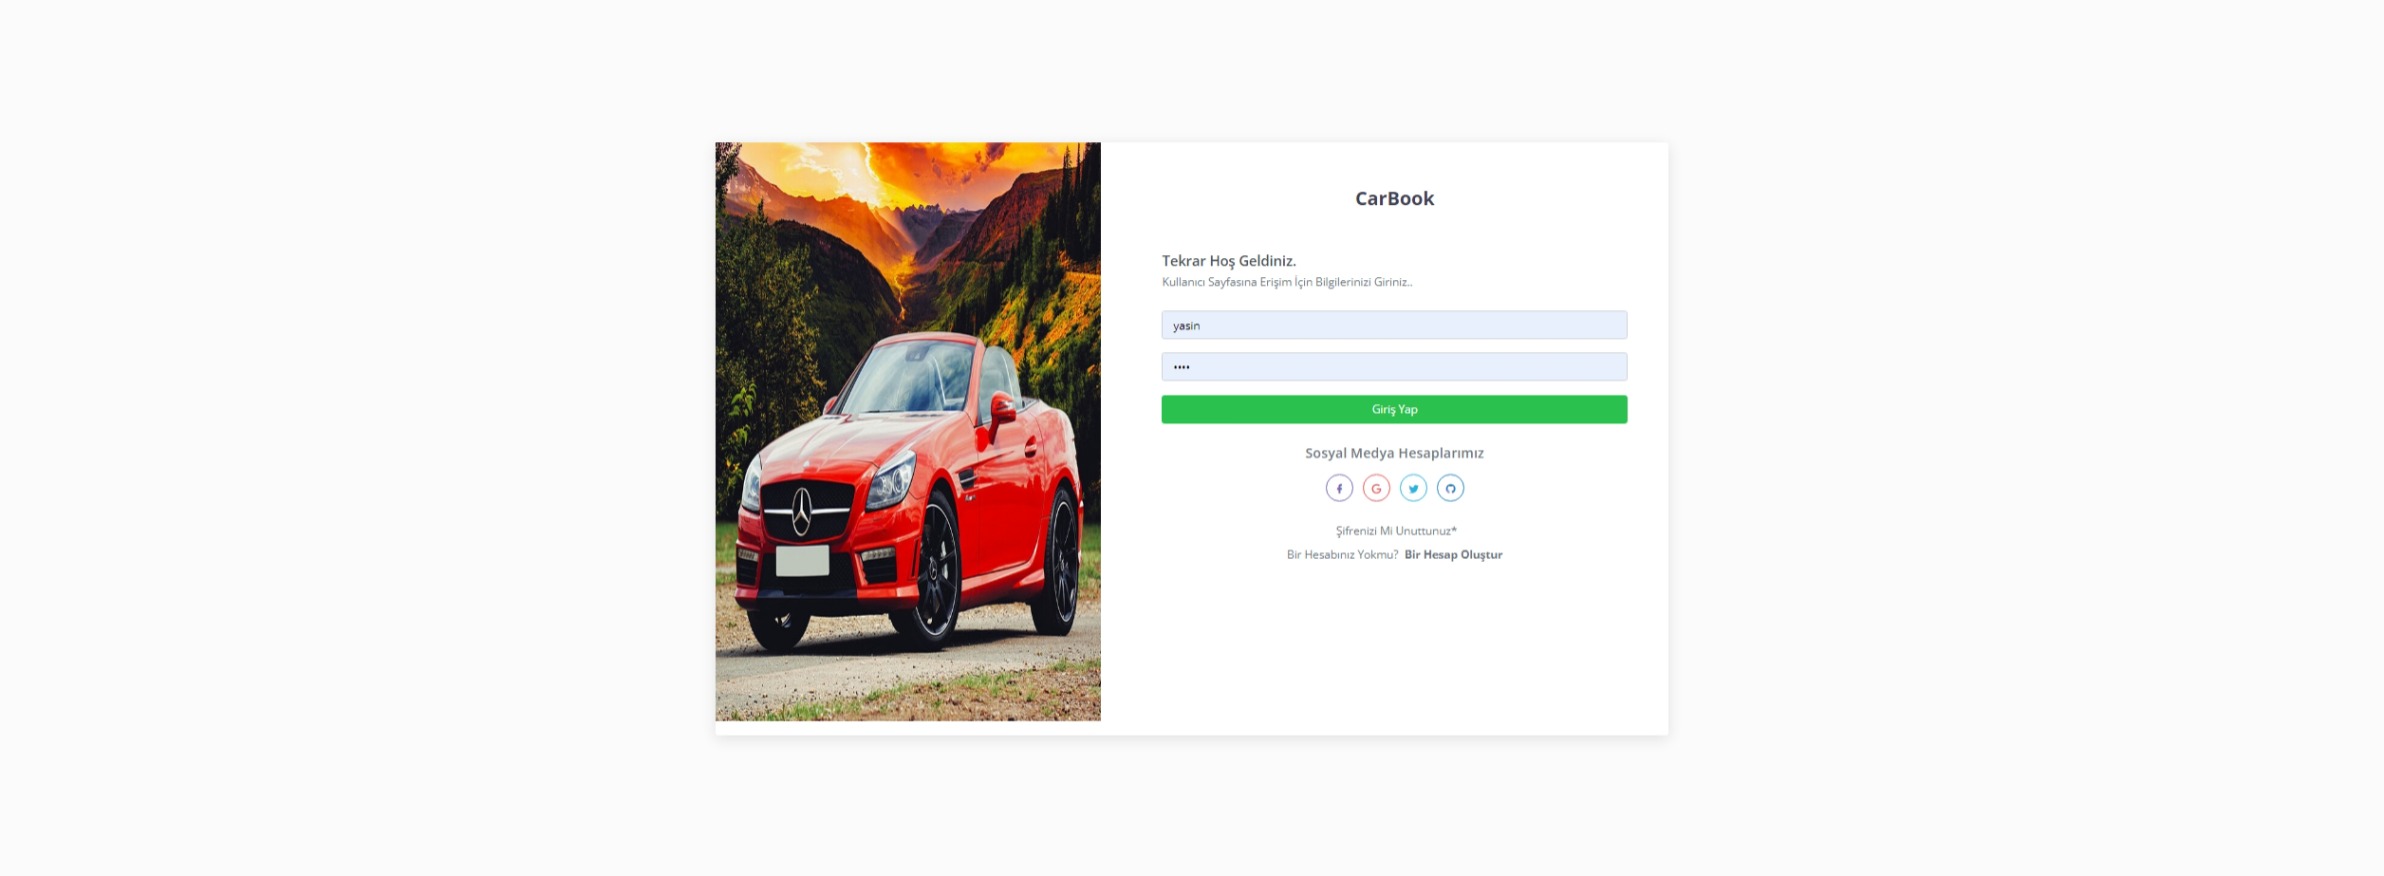 CarBook
Tekrar Hoş Geldiniz.
Kullanıcı Sayfasına Erişim İçin Bilgilerinizi Giriniz..
yasin
••••
Giriş Yap
Sosyal Medya Hesaplarımız
Şifrenizi Mi Unuttunuz*
Bir Hesabınız Yokmu? Bir Hesap Oluştur